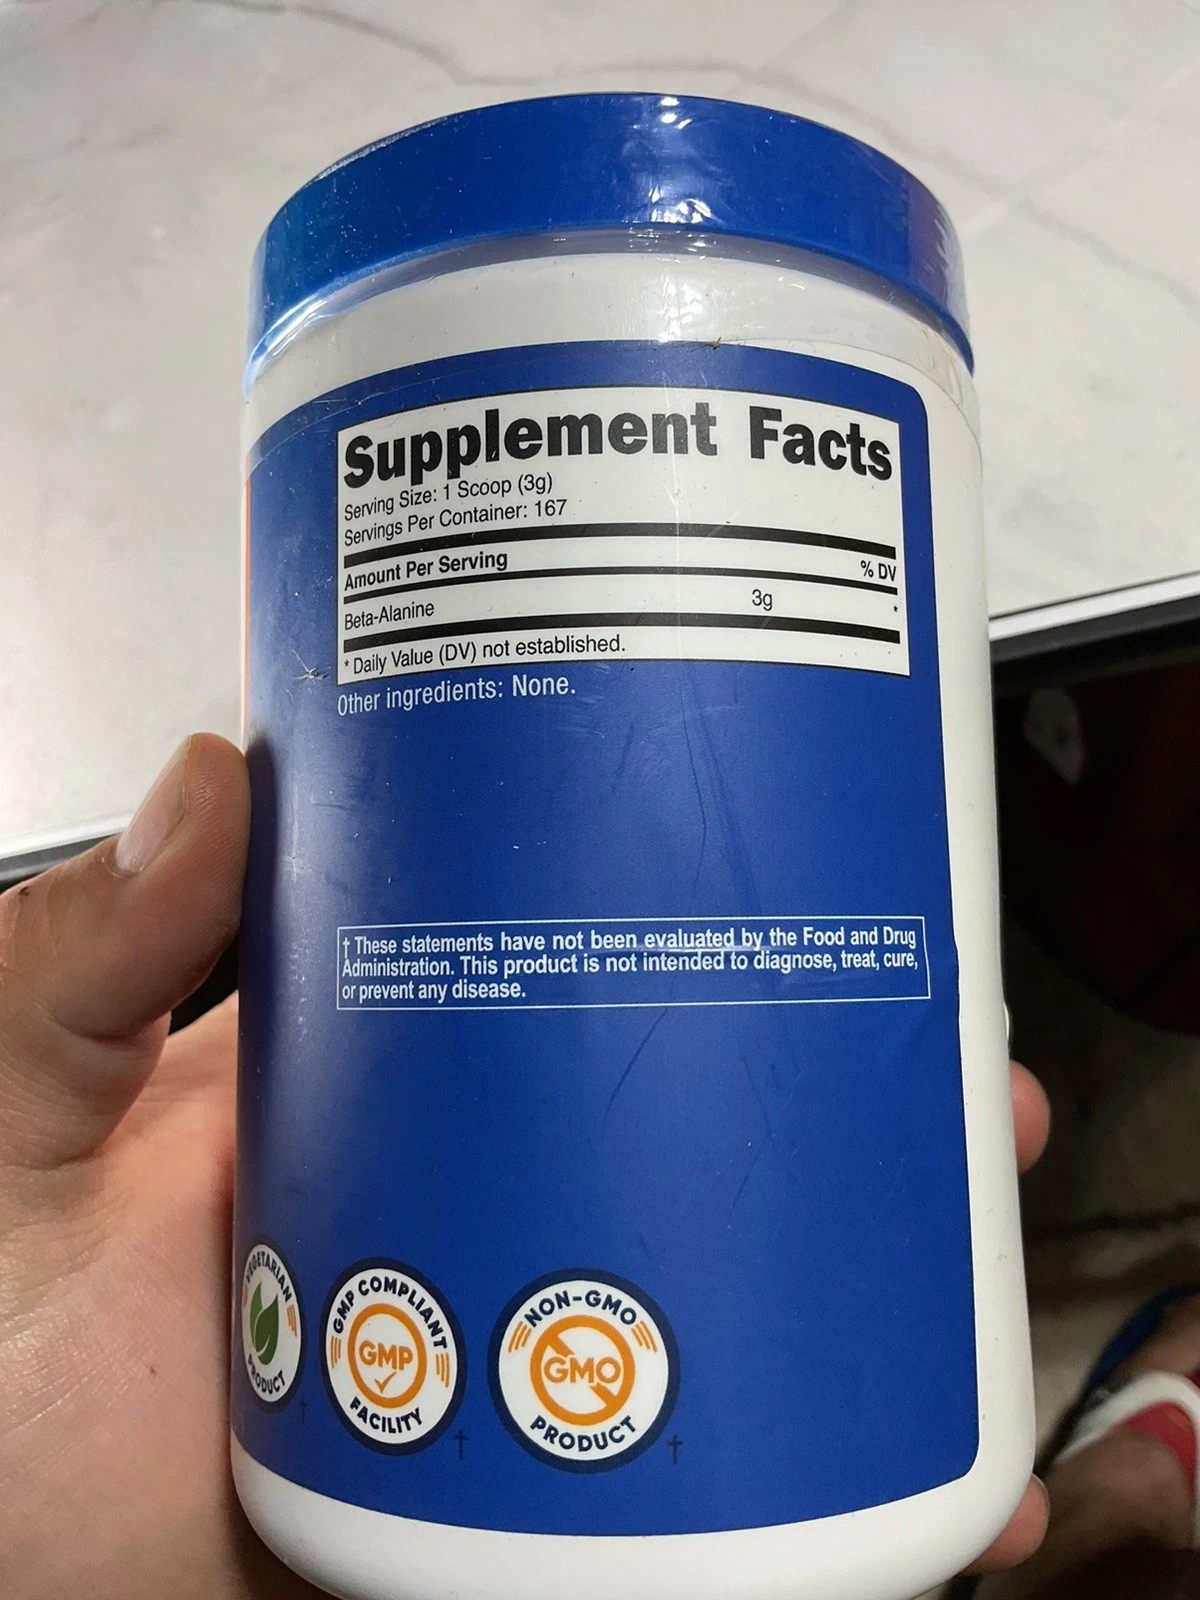 Supplement Facts
Serving Size: 1 Scoop (3g)
Servings Per Container: 167
Amount Per Serving % DV
Beta-Alanine 3g *
* Daily Value (DV) not established.
Other ingredients: None.
† These statements have not been evaluated by the Food and Drug
Administration. This product is not intended to diagnose, treat, cure,
or prevent any disease.
VEGETARIAN
PRODUCT
†
GMP COMPLIANT
GMP
FACILITY
†
NON-GMO
GMO
PRODUCT
†